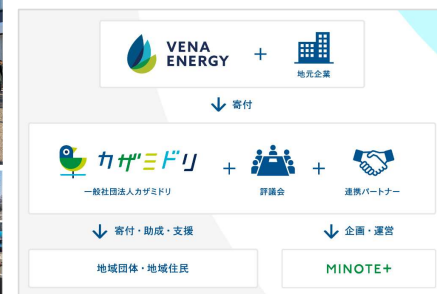 VENA
ENERGY
+
地元企業
寄付
カザミドリ
+
+
一般社団法人カザミドリ
評議会
連携パートナー
寄付・助成・支援
企画・運営
地域団体・地域住民
MINOTE+